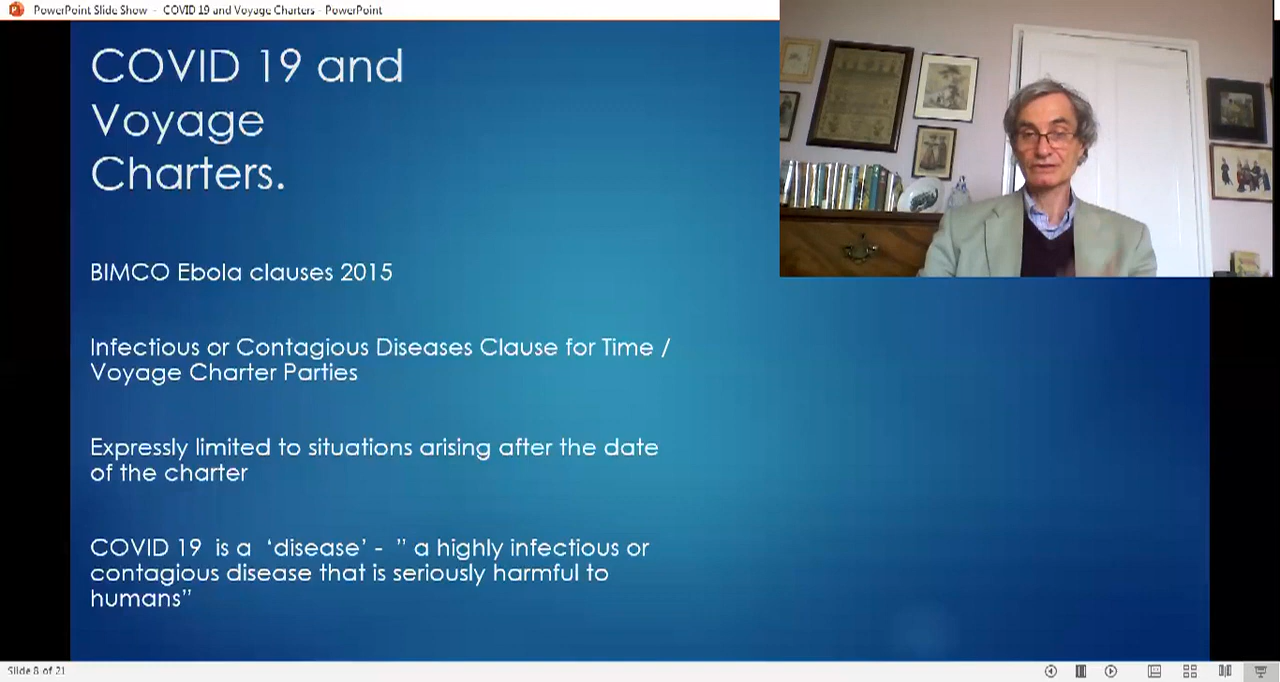 PowerPoint Slide Show - COVID 19 and Voyage Charters - PowerPoint
COVID 19 and
Voyage
Charters.
BIMCO Ebola clauses 2015
Infectious or Contagious Diseases Clause for Time /
Voyage Charter Parties
Expressly limited to situations arising after the date
of the charter
COVID 19  is a  ‘disease’ -  ” a highly infectious or
contagious disease that is seriously harmful to
humans”
Slide 8 of 21